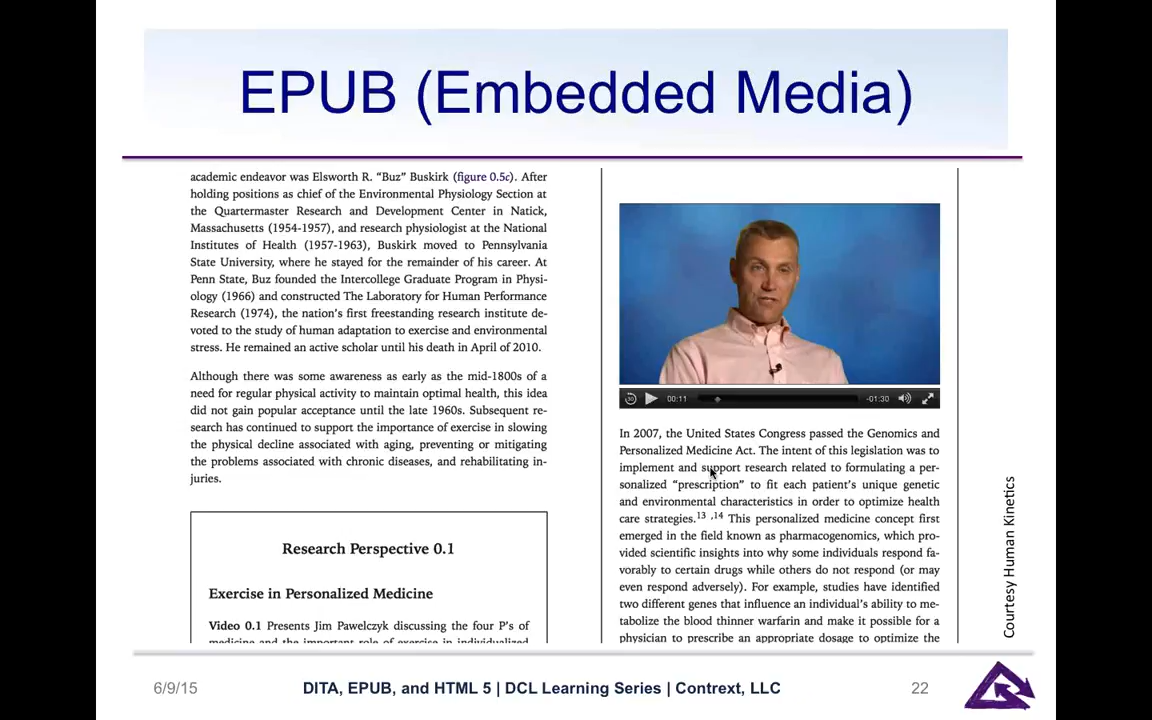 EPUB (Embedded Media)
academic endeavor was Elsworth R. “Buz” Buskirk (figure 0.5c). After
holding positions as chief of the Environmental Physiology Section at
the Quartermaster Research and Development Center in Natick,
Massachusetts (1954-1957), and research physiologist at the National
Institutes of Health (1957-1963), Buskirk moved to Pennsylvania
State University, where he stayed for the remainder of his career. At
Penn State, Buz founded the Intercollege Graduate Program in Physi-
ology (1966) and constructed The Laboratory for Human Performance
Research (1974), the nation’s first freestanding research institute de-
voted to the study of human adaptation to exercise and environmental
stress. He remained an active scholar until his death in April of 2010.
Although there was some awareness as early as the mid-1800s of a
need for regular physical activity to maintain optimal health, this idea
did not gain popular acceptance until the late 1960s. Subsequent re-
search has continued to support the importance of exercise in slowing
the physical decline associated with aging, preventing or mitigating
the problems associated with chronic diseases, and rehabilitating in-
juries.
Research Perspective 0.1
Exercise in Personalized Medicine
Video 0.1 Presents Jim Pawelczyk discussing the four P’s of
medicine and the important role of exercise in individualized
30
00:11
-01:30
In 2007, the United States Congress passed the Genomics and
Personalized Medicine Act. The intent of this legislation was to
implement and support research related to formulating a per-
sonalized “prescription” to fit each patient’s unique genetic
and environmental characteristics in order to optimize health
care strategies.13 ,14 This personalized medicine concept first
emerged in the field known as pharmacogenomics, which pro-
vided scientific insights into why some individuals respond fa-
vorably to certain drugs while others do not respond (or may
even respond adversely). For example, studies have identified
two different genes that influence an individual’s ability to me-
tabolize the blood thinner warfarin and make it possible for a
physician to prescribe an appropriate dosage to optimize the
Courtesy Human Kinetics
6/9/15
DITA, EPUB, and HTML 5 | DCL Learning Series | Contrext, LLC
22